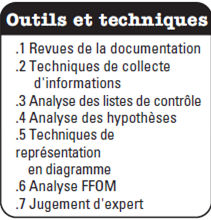 Outils et techniques
.1 Revues de la documentation
.2 Techniques de collecte
d'informations
.3 Analyse des listes de contrôle
.4 Analyse des hypothèses
.5 Techniques de
représentation
en diagramme
.6 Analyse FFOM
.7 Jugement d'expert